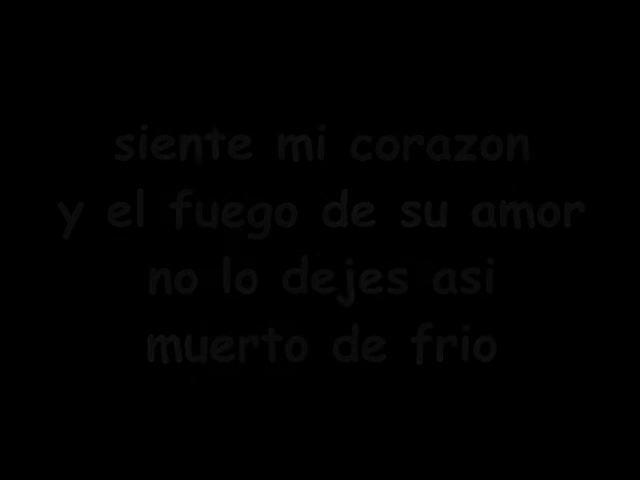 siente mi corazon
y el fuego de su amor
no lo dejes asi
muerto de frio